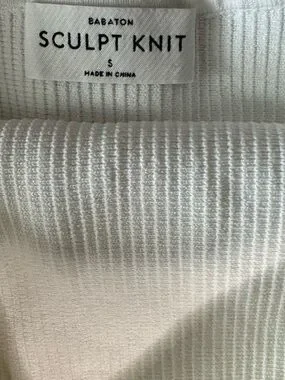 BABATON
SCULPT KNIT
S
MADE IN CHINA